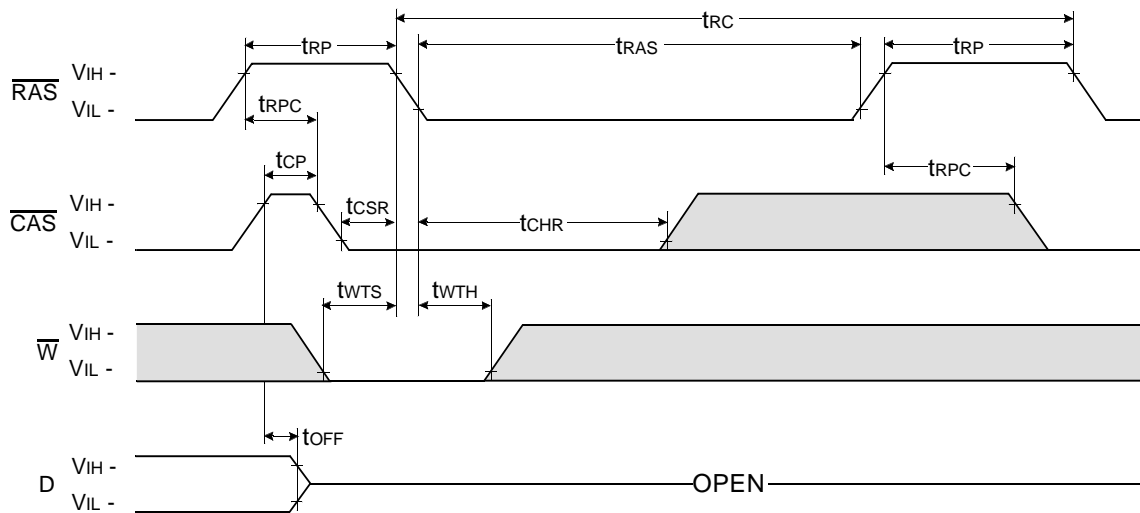 tRC
tRP tRAS tRP
RAS VIH -
VIL -
tRPC
tCP tRPC
CAS VIH -
VIL -
tCSR tCHR
tWTS tWTH
W VIH -
VIL -
tOFF
D VIH -
VIL -
OPEN